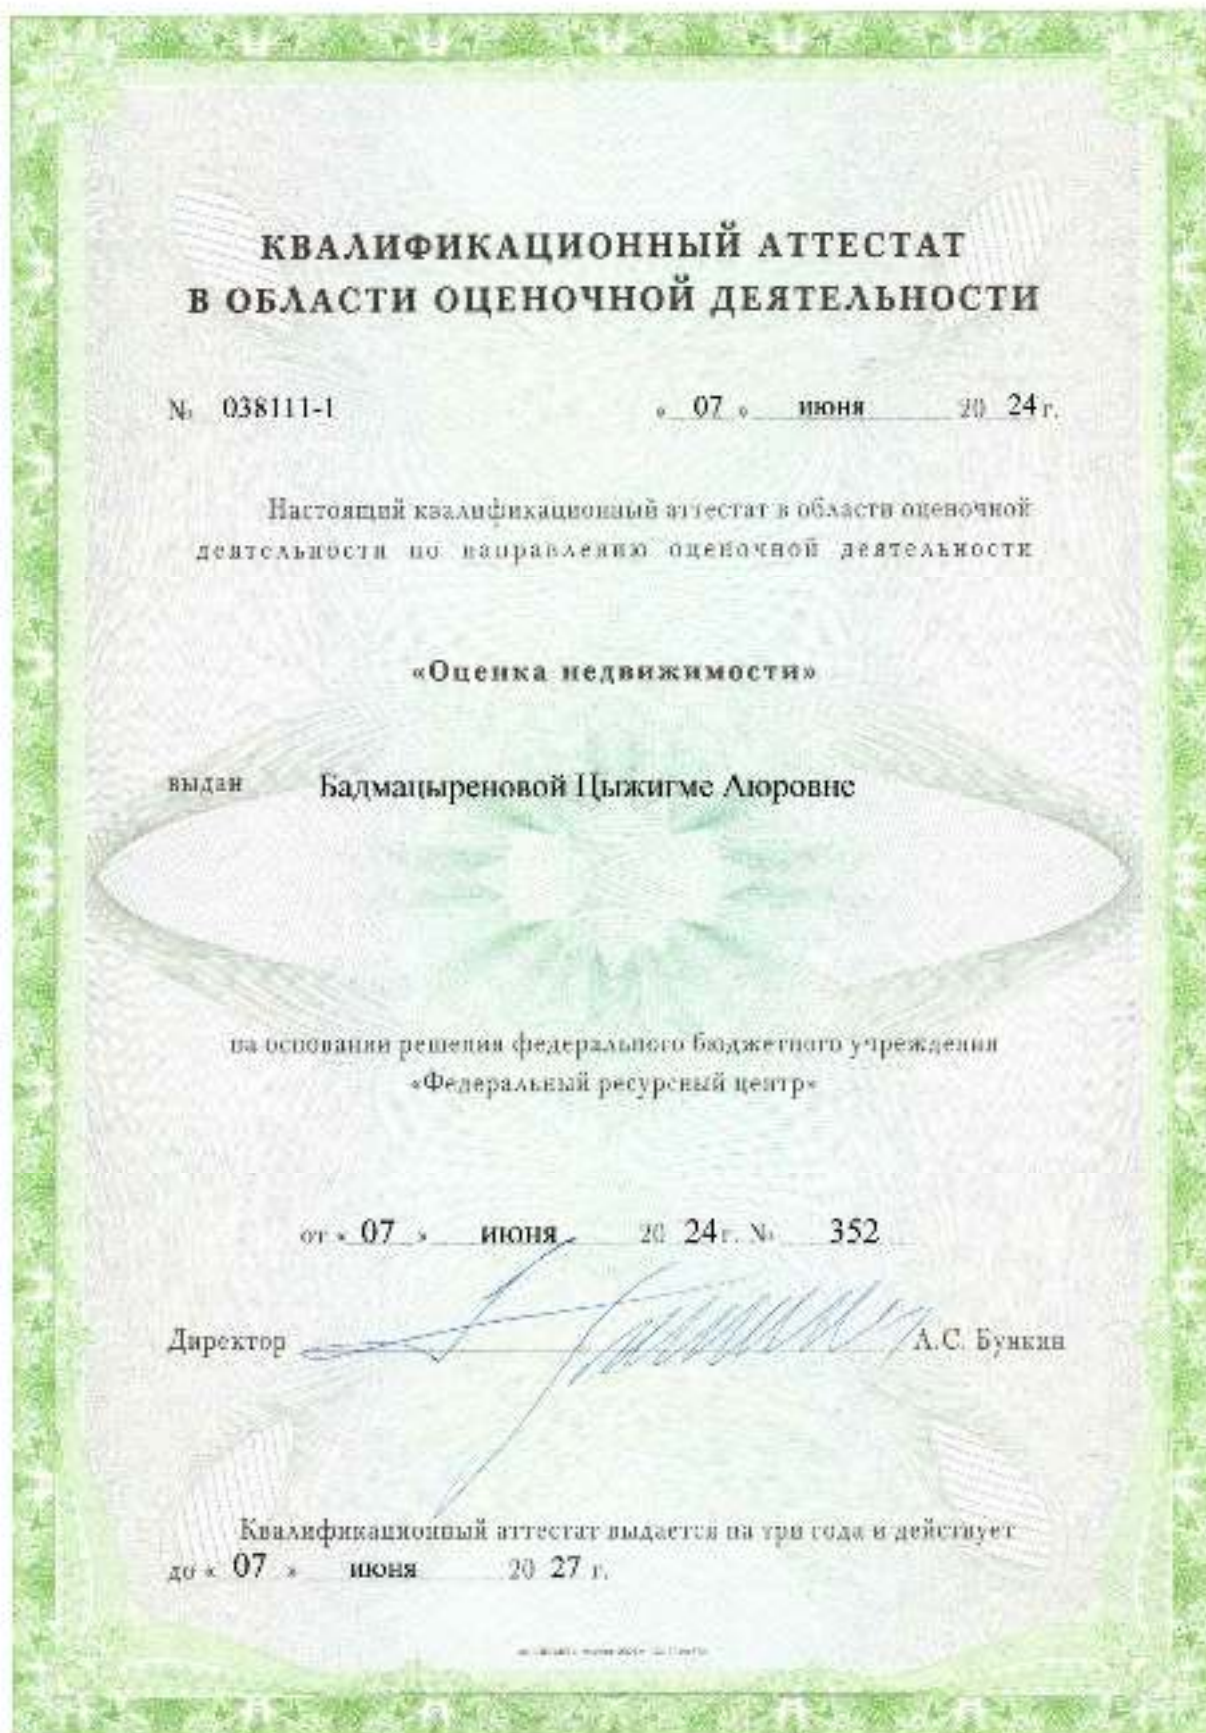 КВАЛИФИКАЦИОННЫЙ АТТЕСТАТ
В ОБЛАСТИ ОЦЕНОЧНОЙ ДЕЯТЕЛЬНОСТИ
№ 038111-1 « 07 » июня 20 24 г.
Настоящий квалификационный аттестат в области оценочной
деятельности по направлению оценочной деятельности
«Оценка недвижимости»
выдан Бадмацыреновой Цыжигме Аюровне
на основании решения федерального бюджетного учреждения
«Федеральный ресурсный центр»
от « 07 » июня 20 24 г. № 352
Директор А.С. Бункин
Квалификационный аттестат выдается на три года и действует
до « 07 » июня 20 27 г.